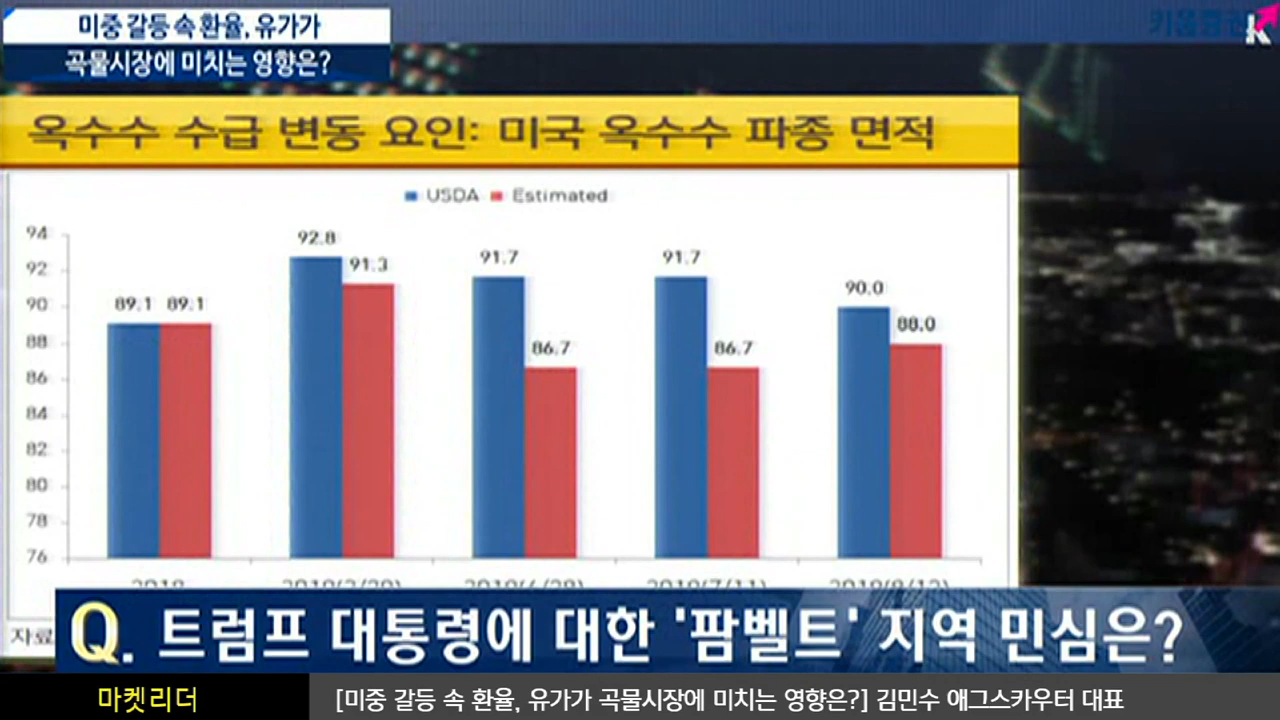 미중 갈등 속 환율, 유가가
곡물시장에 미치는 영향은?
키움증권
K
옥수수 수급 변동 요인: 미국 옥수수 파종 면적
USDA Estimated
94
92
90
88
86
84
82
80
78
76
89.1 89.1
92.8 91.3
91.7 86.7
91.7 86.7
90.0 88.0
자료
Q. 트럼프 대통령에 대한 '팜벨트' 지역 민심은?
마켓리더
[미중 갈등 속 환율, 유가가 곡물시장에 미치는 영향은?] 김민수 애그스카우터 대표